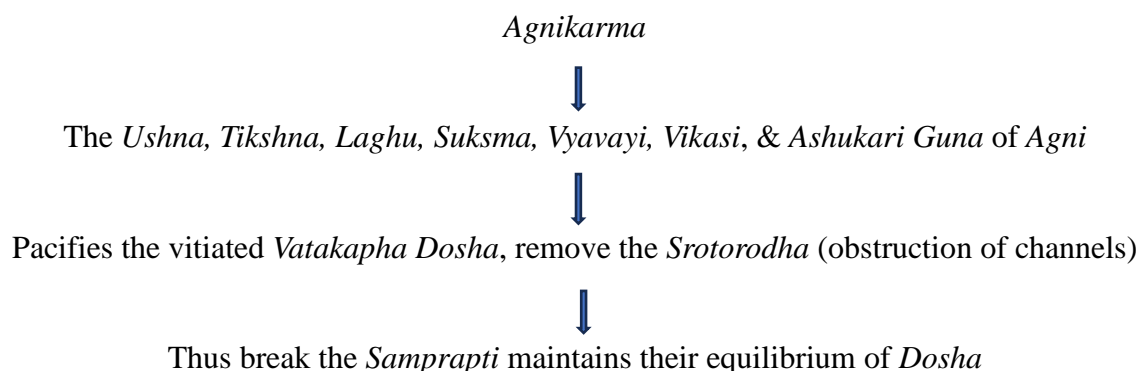 Agnikarma
The Ushna, Tikshna, Laghu, Suksma, Vyavayi, Vikasi, & Ashukari Guna of Agni
Pacifies the vitiated Vatakapha Dosha, remove the Srotorodha (obstruction of channels)
Thus break the Samprapti maintains their equilibrium of Dosha